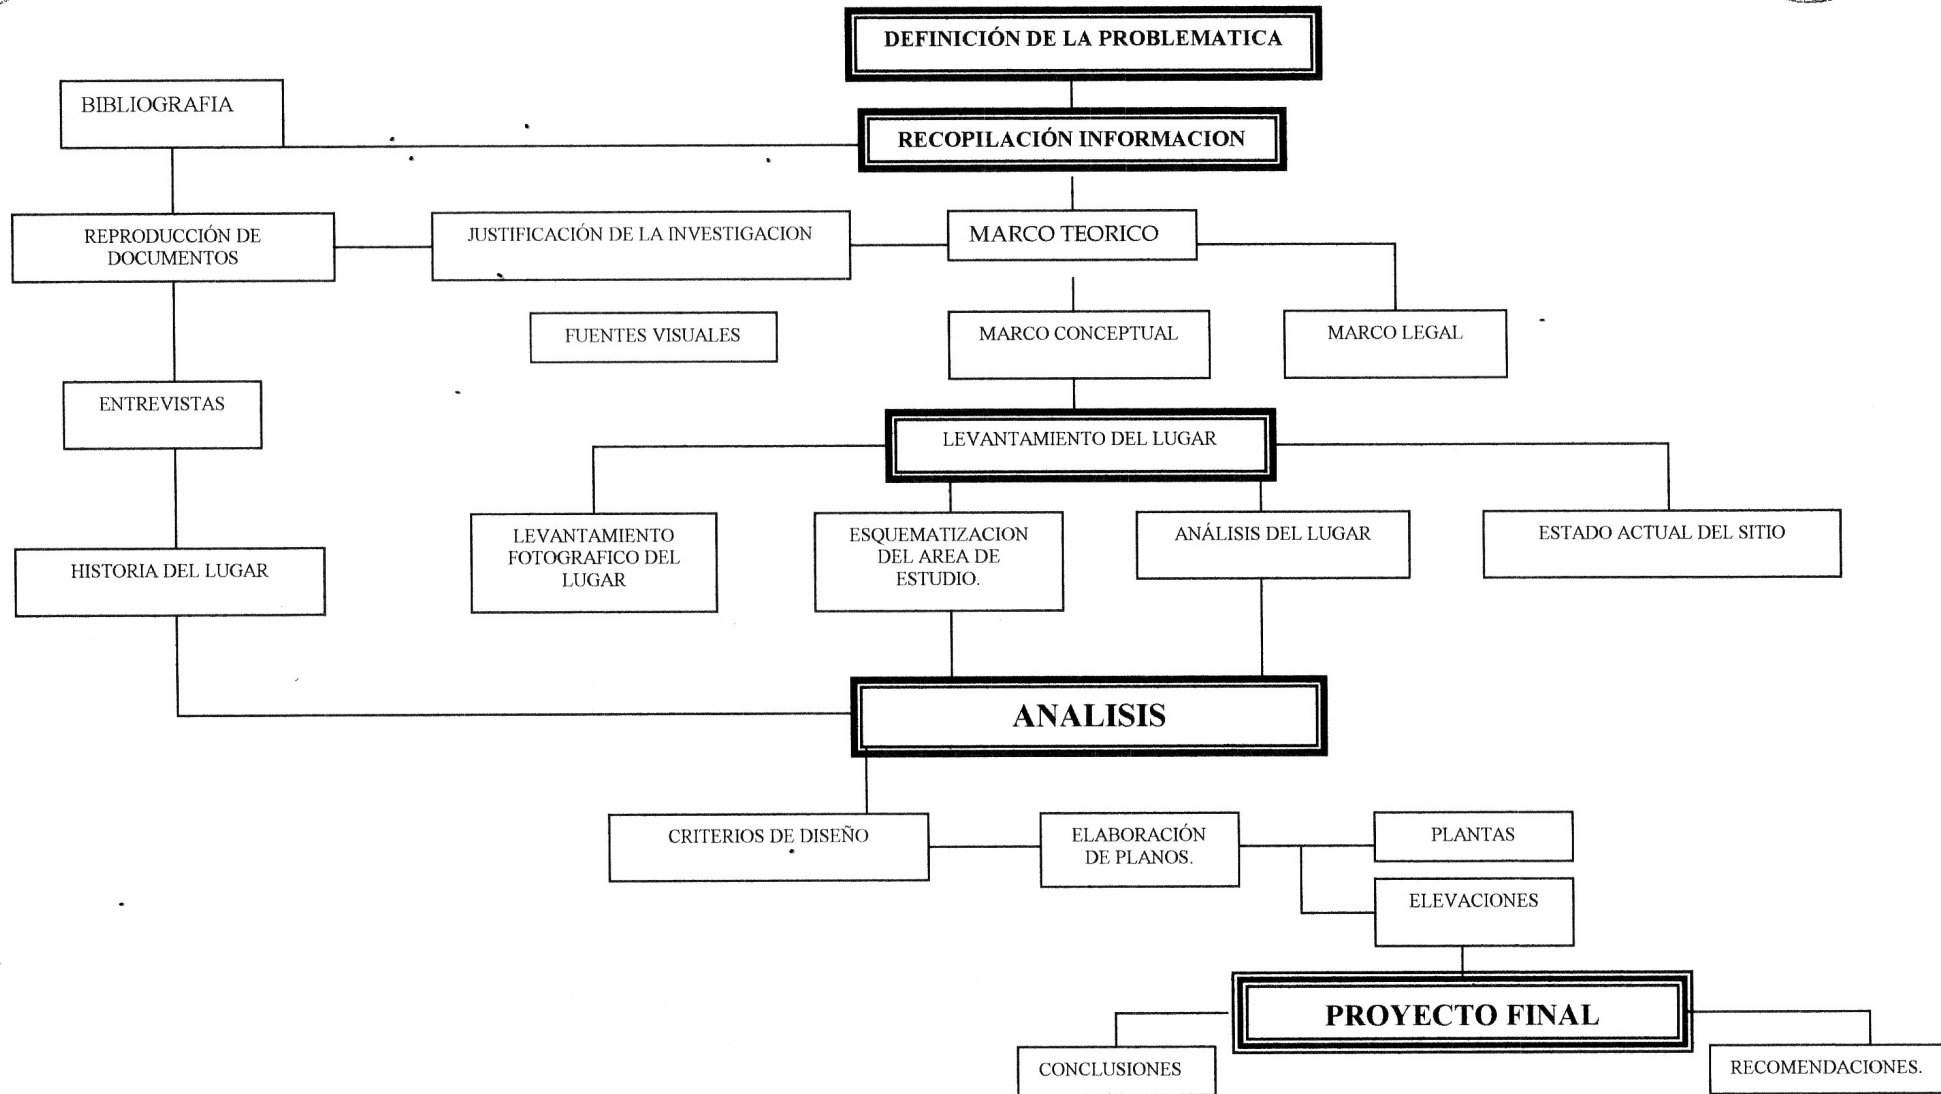 DEFINICIÓN DE LA PROBLEMATICA
BIBLIOGRAFIA
RECOPILACIÓN INFORMACION
REPRODUCCIÓN DE
DOCUMENTOS
JUSTIFICACIÓN DE LA INVESTIGACION
MARCO TEORICO
FUENTES VISUALES
MARCO CONCEPTUAL
MARCO LEGAL
ENTREVISTAS
LEVANTAMIENTO DEL LUGAR
HISTORIA DEL LUGAR
LEVANTAMIENTO
FOTOGRAFICO DEL
LUGAR
ESQUEMATIZACION
DEL AREA DE
ESTUDIO.
ANÁLISIS DEL LUGAR
ESTADO ACTUAL DEL SITIO
ANALISIS
CRITERIOS DE DISEÑO
ELABORACIÓN
DE PLANOS.
PLANTAS
ELEVACIONES
PROYECTO FINAL
CONCLUSIONES
RECOMENDACIONES.